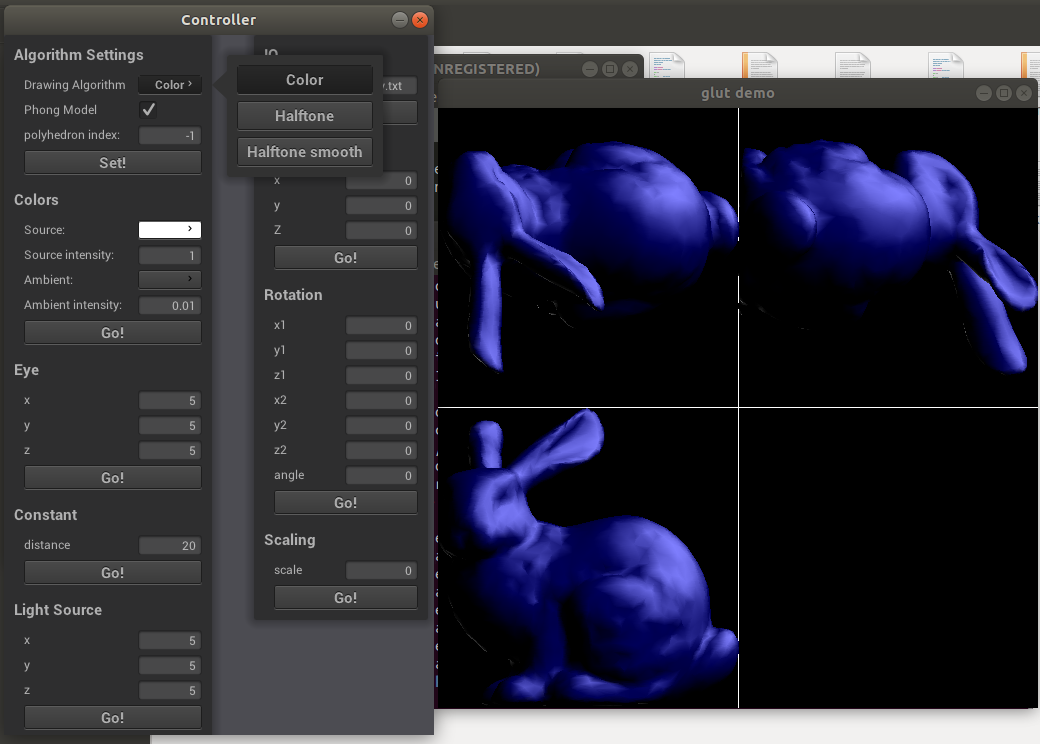 Controller
Algorithm Settings
Drawing Algorithm Color
Phong Model
polyhedron index: -1
Set!
Colors
Source:
Source intensity: 1
Ambient:
Ambient intensity: 0.01
Go!
Eye
x 5
y 5
z 5
Go!
Constant
distance 20
Go!
Light Source
x 5
y 5
z 5
Go!
IO
.txt
Color
Halftone
Halftone smooth
x 0
y 0
Z 0
Go!
Rotation
x1 0
y1 0
z1 0
x2 0
y2 0
z2 0
angle 0
Go!
Scaling
scale 0
Go!
NREGISTERED)
glut demo